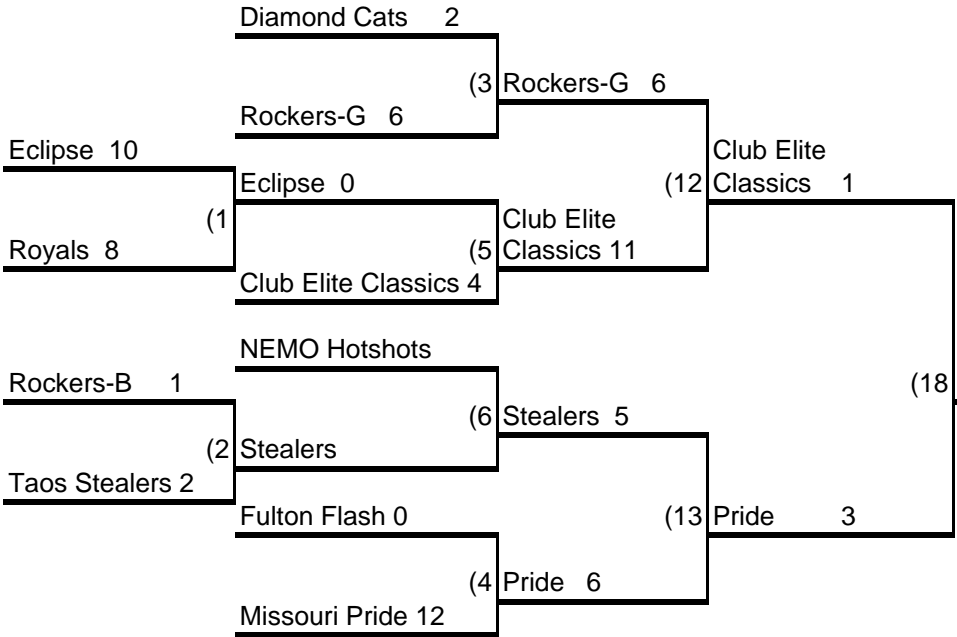 Diamond Cats 2
(3 Rockers-G 6
Rockers-G 6
Eclipse 10
Club Elite
Eclipse 0
(12 Classics 1
(1
Club Elite
Royals 8
(5 Classics 11
Club Elite Classics 4
NEMO Hotshots
Rockers-B 1
(18
(6 Stealers 5
(2 Stealers
Taos Stealers 2
Fulton Flash 0
(13 Pride 3
(4 Pride 6
Missouri Pride 12